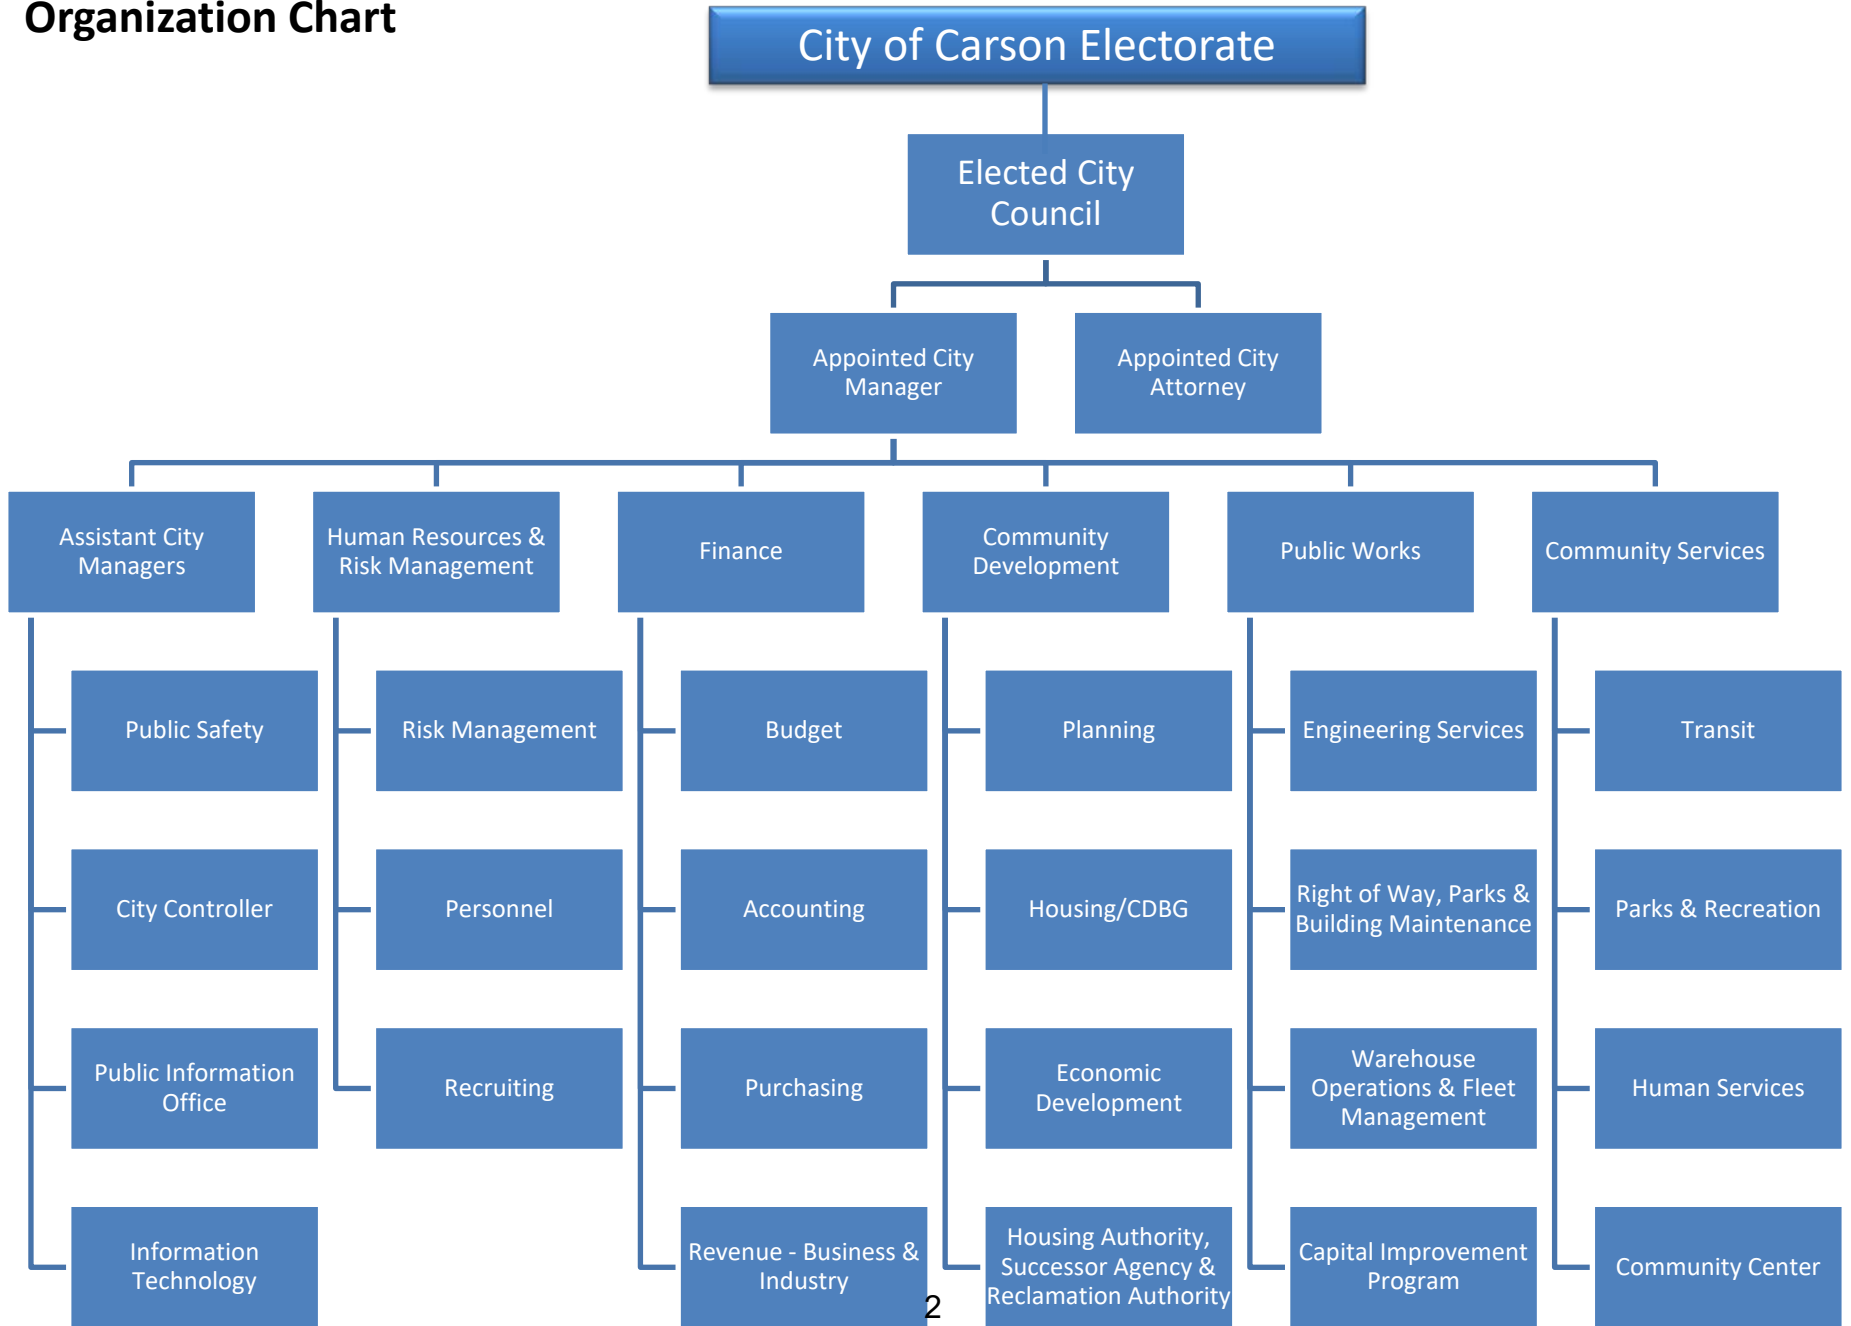 Organization Chart
City of Carson Electorate
Elected City
Council
Appointed City
Manager
Appointed City
Attorney
Assistant City
Managers
Human Resources &
Risk Management
Finance
Community
Development
Public Works
Community Services
Public Safety
Risk Management
Budget
Planning
Engineering Services
Transit
City Controller
Personnel
Accounting
Housing/CDBG
Right of Way, Parks &
Building Maintenance
Parks & Recreation
Public Information
Office
Recruiting
Purchasing
Economic
Development
Warehouse
Operations & Fleet
Management
Human Services
Information
Technology
Revenue - Business &
Industry
Housing Authority,
Successor Agency &
Reclamation Authority
Capital Improvement
Program
Community Center
2